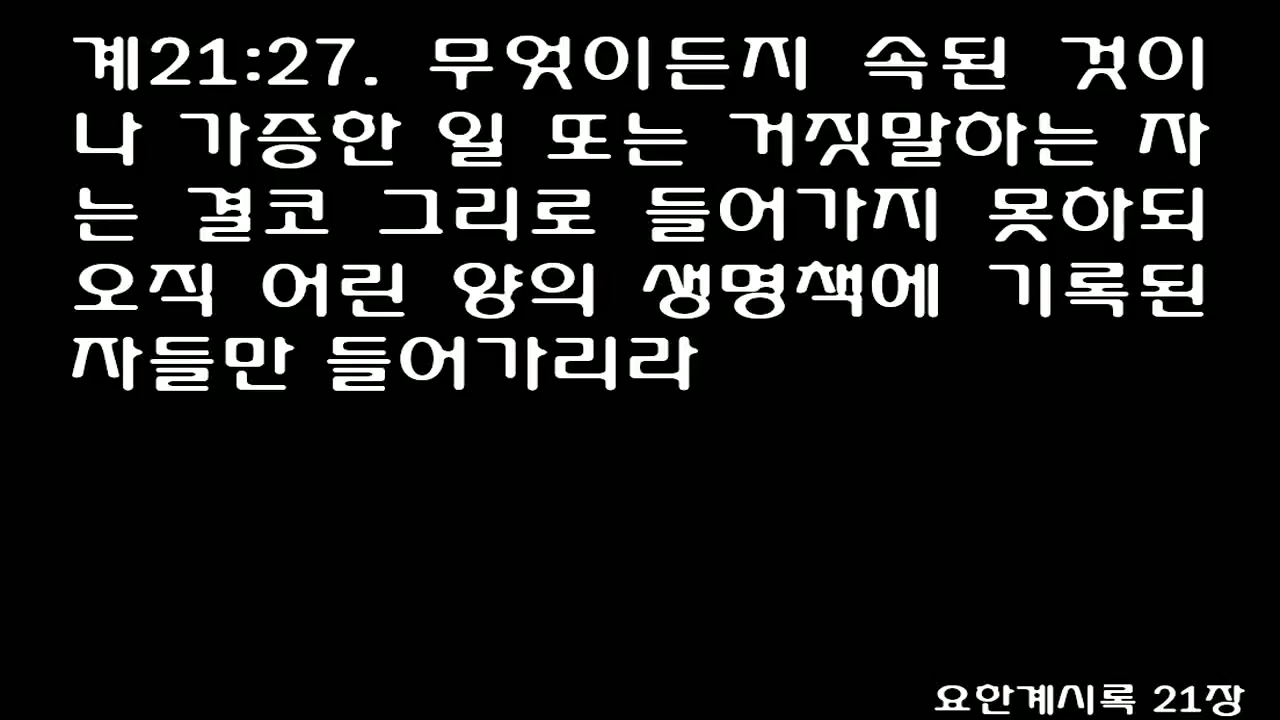 계21:27. 무엇이든지 속된 것이
나 가증한 일 또는 거짓말하는 자
는 결코 그리로 들어가지 못하되
오직 어린 양의 생명책에 기록된
자들만 들어가리라
요한계시록 21장